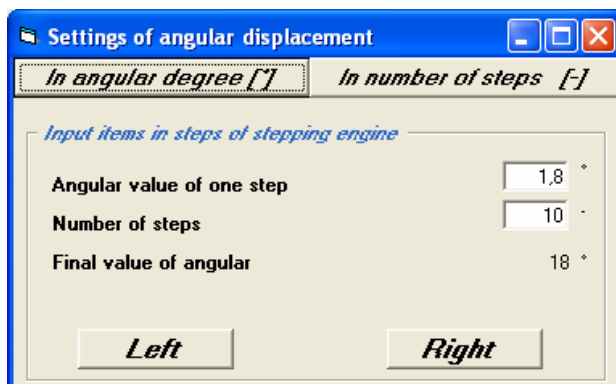 Settings of angular displacement
In angular degree [°] In number of steps [-]
Input items in steps of stepping engine
Angular value of one step 1,8 °
Number of steps 10 -
Final value of angular 18 °
Left Right